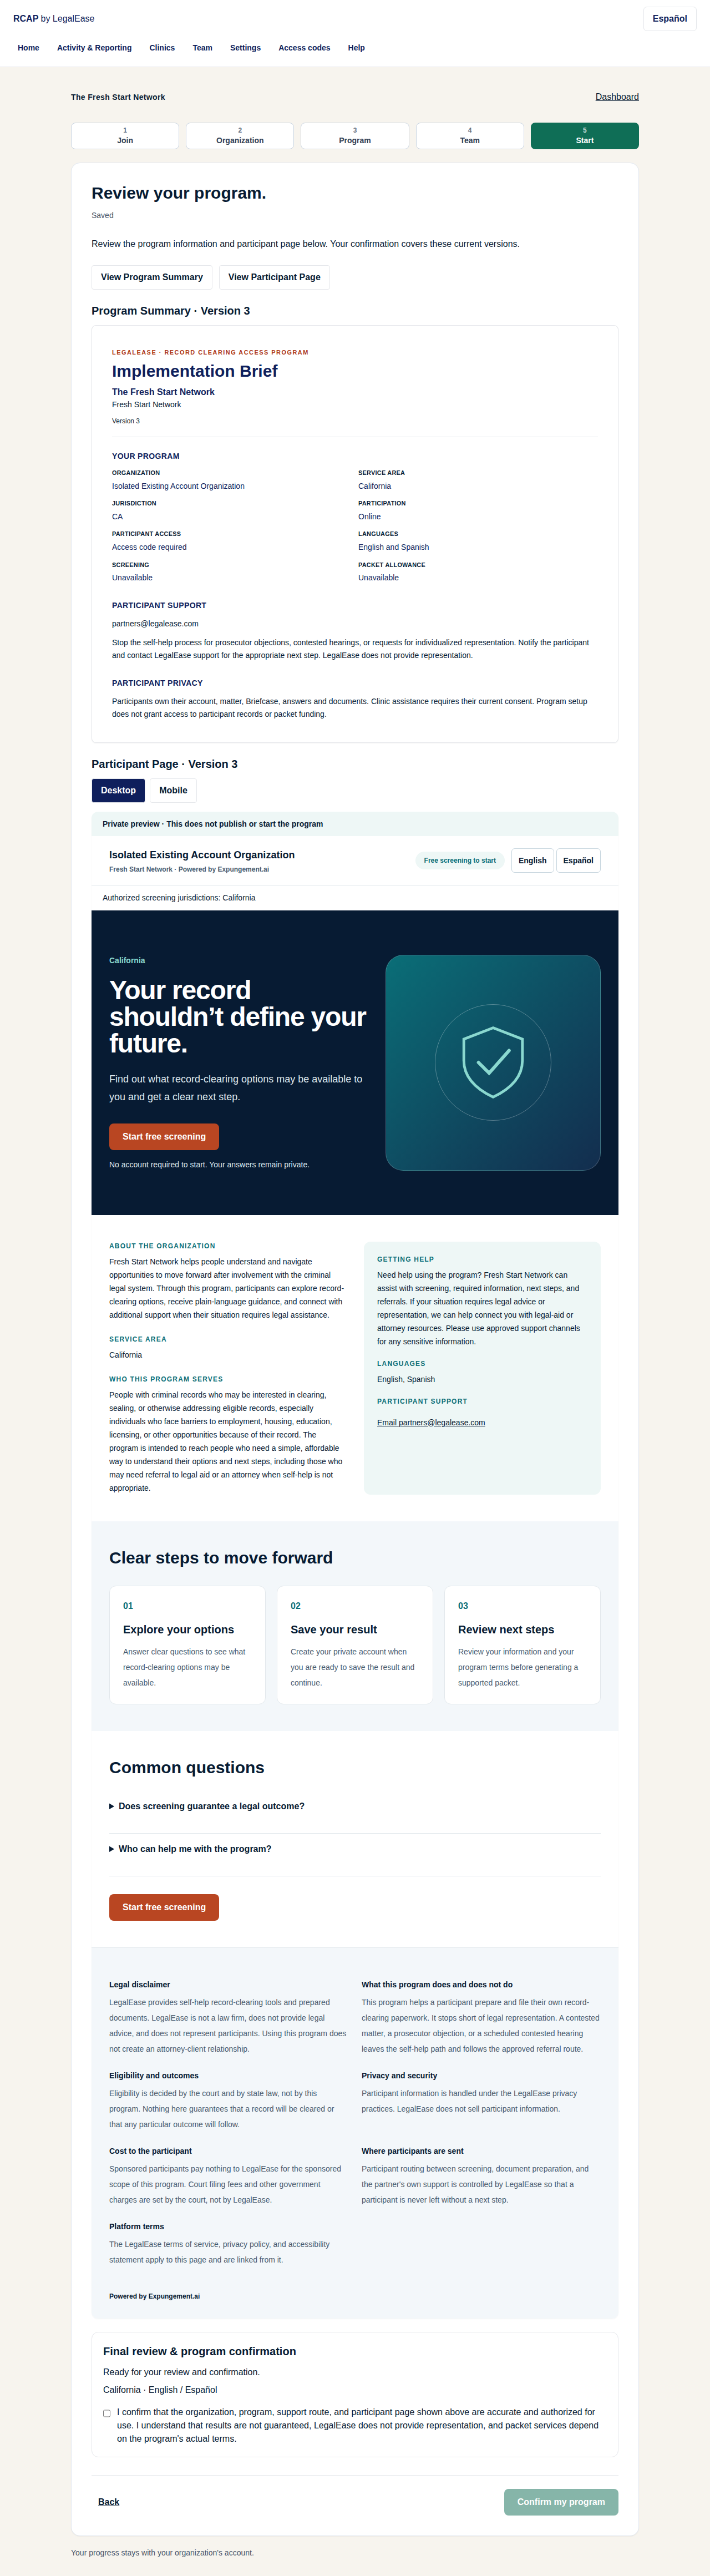 RCAP by LegalEase
Español
Home
Activity & Reporting
Clinics
Team
Settings
Access codes
Help
The Fresh Start Network
Dashboard
1
Join
2
Organization
3
Program
4
Team
5
Start
Review your program.
Saved
Review the program information and participant page below. Your confirmation covers these current versions.
View Program Summary
View Participant Page
Program Summary · Version 3
LEGALEASE · RECORD CLEARING ACCESS PROGRAM
Implementation Brief
The Fresh Start Network
Fresh Start Network
Version 3
YOUR PROGRAM
ORGANIZATION
Isolated Existing Account Organization
SERVICE AREA
California
JURISDICTION
CA
PARTICIPATION
Online
PARTICIPANT ACCESS
Access code required
LANGUAGES
English and Spanish
SCREENING
Unavailable
PACKET ALLOWANCE
Unavailable
PARTICIPANT SUPPORT
partners@legalease.com
Stop the self-help process for prosecutor objections, contested hearings, or requests for individualized representation. Notify the participant
and contact LegalEase support for the appropriate next step. LegalEase does not provide representation.
PARTICIPANT PRIVACY
Participants own their account, matter, Briefcase, answers and documents. Clinic assistance requires their current consent. Program setup
does not grant access to participant records or packet funding.
Participant Page · Version 3
Desktop
Mobile
Private preview · This does not publish or start the program
Isolated Existing Account Organization
Fresh Start Network · Powered by Expungement.ai
Free screening to start
English
Español
Authorized screening jurisdictions: California
California
Your record
shouldn’t define your
future.
Find out what record-clearing options may be available to
you and get a clear next step.
Start free screening
No account required to start. Your answers remain private.
ABOUT THE ORGANIZATION
Fresh Start Network helps people understand and navigate
opportunities to move forward after involvement with the criminal
legal system. Through this program, participants can explore record-
clearing options, receive plain-language guidance, and connect with
additional support when their situation requires legal assistance.
SERVICE AREA
California
WHO THIS PROGRAM SERVES
People with criminal records who may be interested in clearing,
sealing, or otherwise addressing eligible records, especially
individuals who face barriers to employment, housing, education,
licensing, or other opportunities because of their record. The
program is intended to reach people who need a simple, affordable
way to understand their options and next steps, including those who
may need referral to legal aid or an attorney when self-help is not
appropriate.
GETTING HELP
Need help using the program? Fresh Start Network can
assist with screening, required information, next steps, and
referrals. If your situation requires legal advice or
representation, we can help connect you with legal-aid or
attorney resources. Please use approved support channels
for any sensitive information.
LANGUAGES
English, Spanish
PARTICIPANT SUPPORT
Email partners@legalease.com
Clear steps to move forward
01
Explore your options
Answer clear questions to see what
record-clearing options may be
available.
02
Save your result
Create your private account when
you are ready to save the result and
continue.
03
Review next steps
Review your information and your
program terms before generating a
supported packet.
Common questions
Does screening guarantee a legal outcome?
Who can help me with the program?
Start free screening
Legal disclaimer
LegalEase provides self-help record-clearing tools and prepared
documents. LegalEase is not a law firm, does not provide legal
advice, and does not represent participants. Using this program does
not create an attorney-client relationship.
What this program does and does not do
This program helps a participant prepare and file their own record-
clearing paperwork. It stops short of legal representation. A contested
matter, a prosecutor objection, or a scheduled contested hearing
leaves the self-help path and follows the approved referral route.
Eligibility and outcomes
Eligibility is decided by the court and by state law, not by this
program. Nothing here guarantees that a record will be cleared or
that any particular outcome will follow.
Privacy and security
Participant information is handled under the LegalEase privacy
practices. LegalEase does not sell participant information.
Cost to the participant
Sponsored participants pay nothing to LegalEase for the sponsored
scope of this program. Court filing fees and other government
charges are set by the court, not by LegalEase.
Where participants are sent
Participant routing between screening, document preparation, and
the partner's own support is controlled by LegalEase so that a
participant is never left without a next step.
Platform terms
The LegalEase terms of service, privacy policy, and accessibility
statement apply to this page and are linked from it.
Powered by Expungement.ai
Final review & program confirmation
Ready for your review and confirmation.
California · English / Español
I confirm that the organization, program, support route, and participant page shown above are accurate and authorized for
use. I understand that results are not guaranteed, LegalEase does not provide representation, and packet services depend
on the program's actual terms.
Back
Confirm my program
Your progress stays with your organization's account.